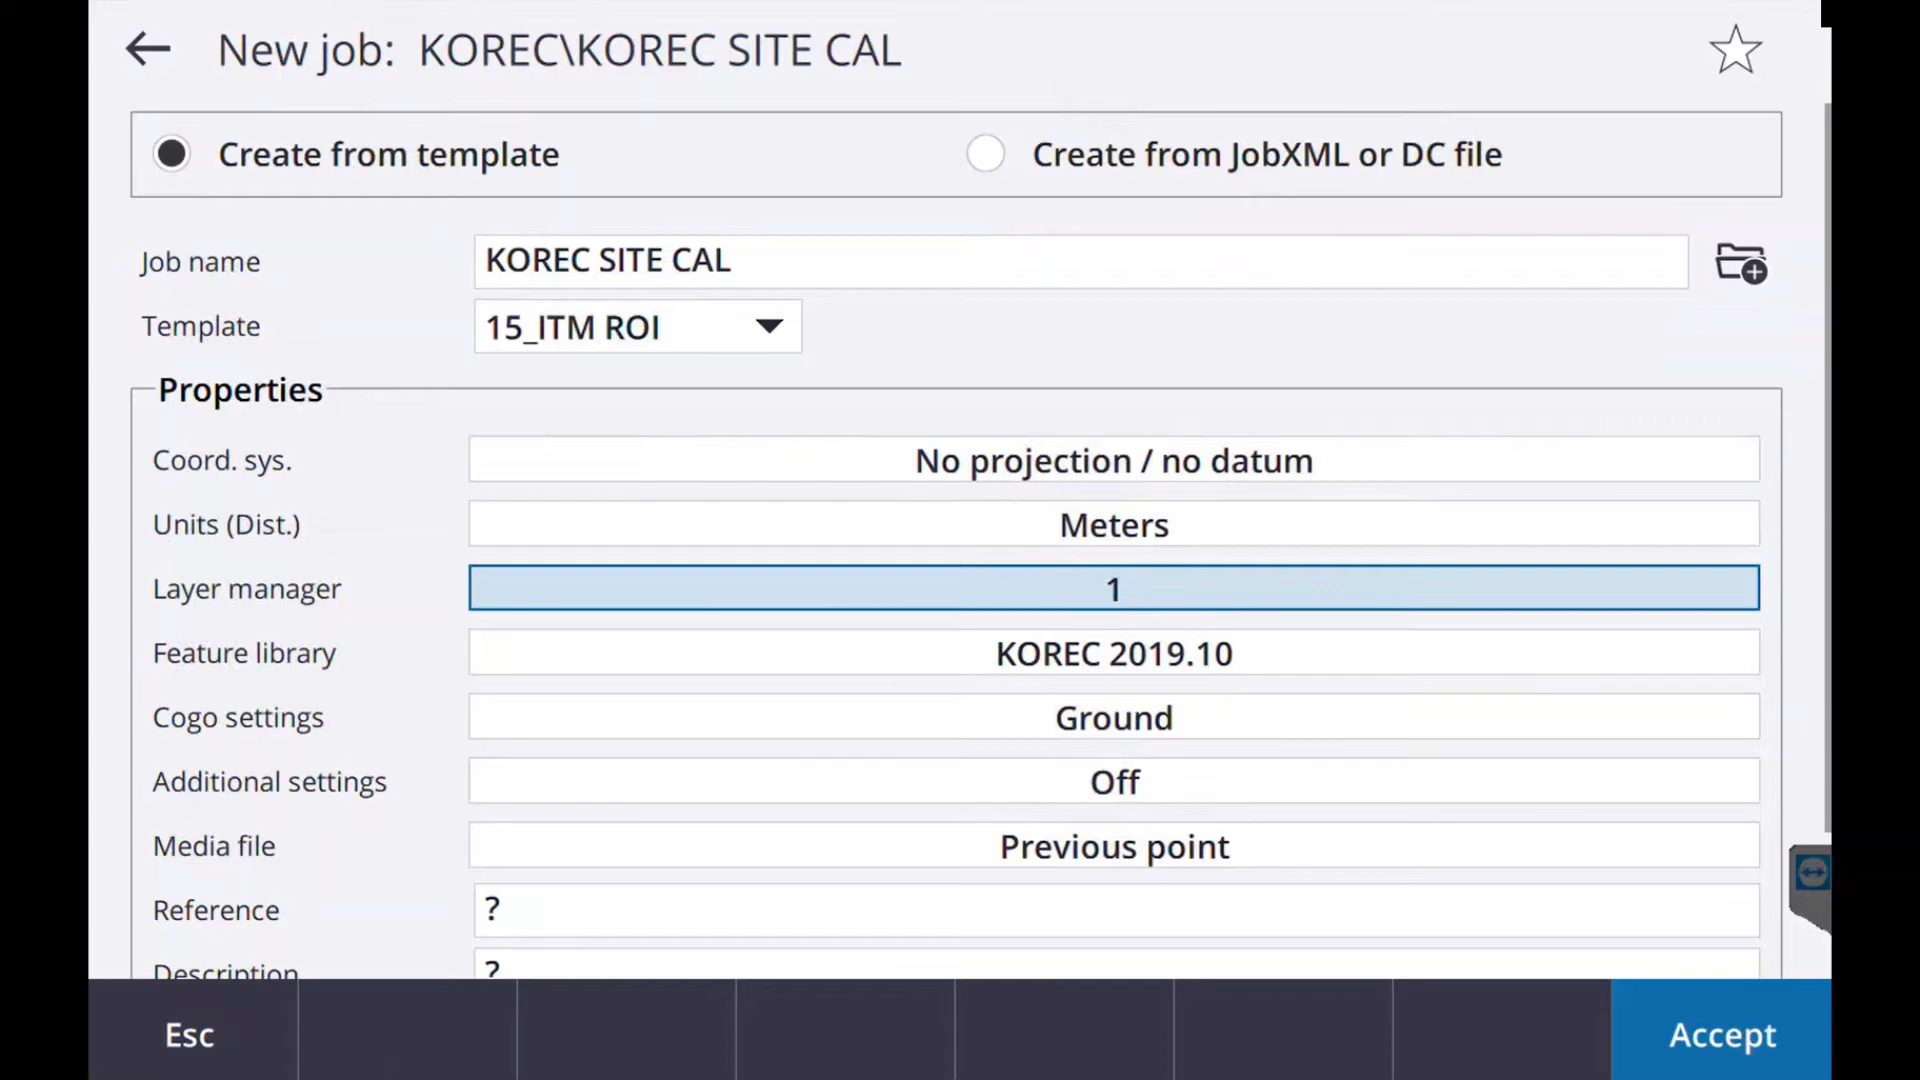 New job: KOREC\KOREC SITE CAL
Create from template
Create from JobXML or DC file
Job name
KOREC SITE CAL
Template
15_ITM ROI
Properties
Coord. sys.
No projection / no datum
Units (Dist.)
Meters
Layer manager
1
Feature library
KOREC 2019.10
Cogo settings
Ground
Additional settings
Off
Media file
Previous point
Reference
?
Description
?
Esc
Accept